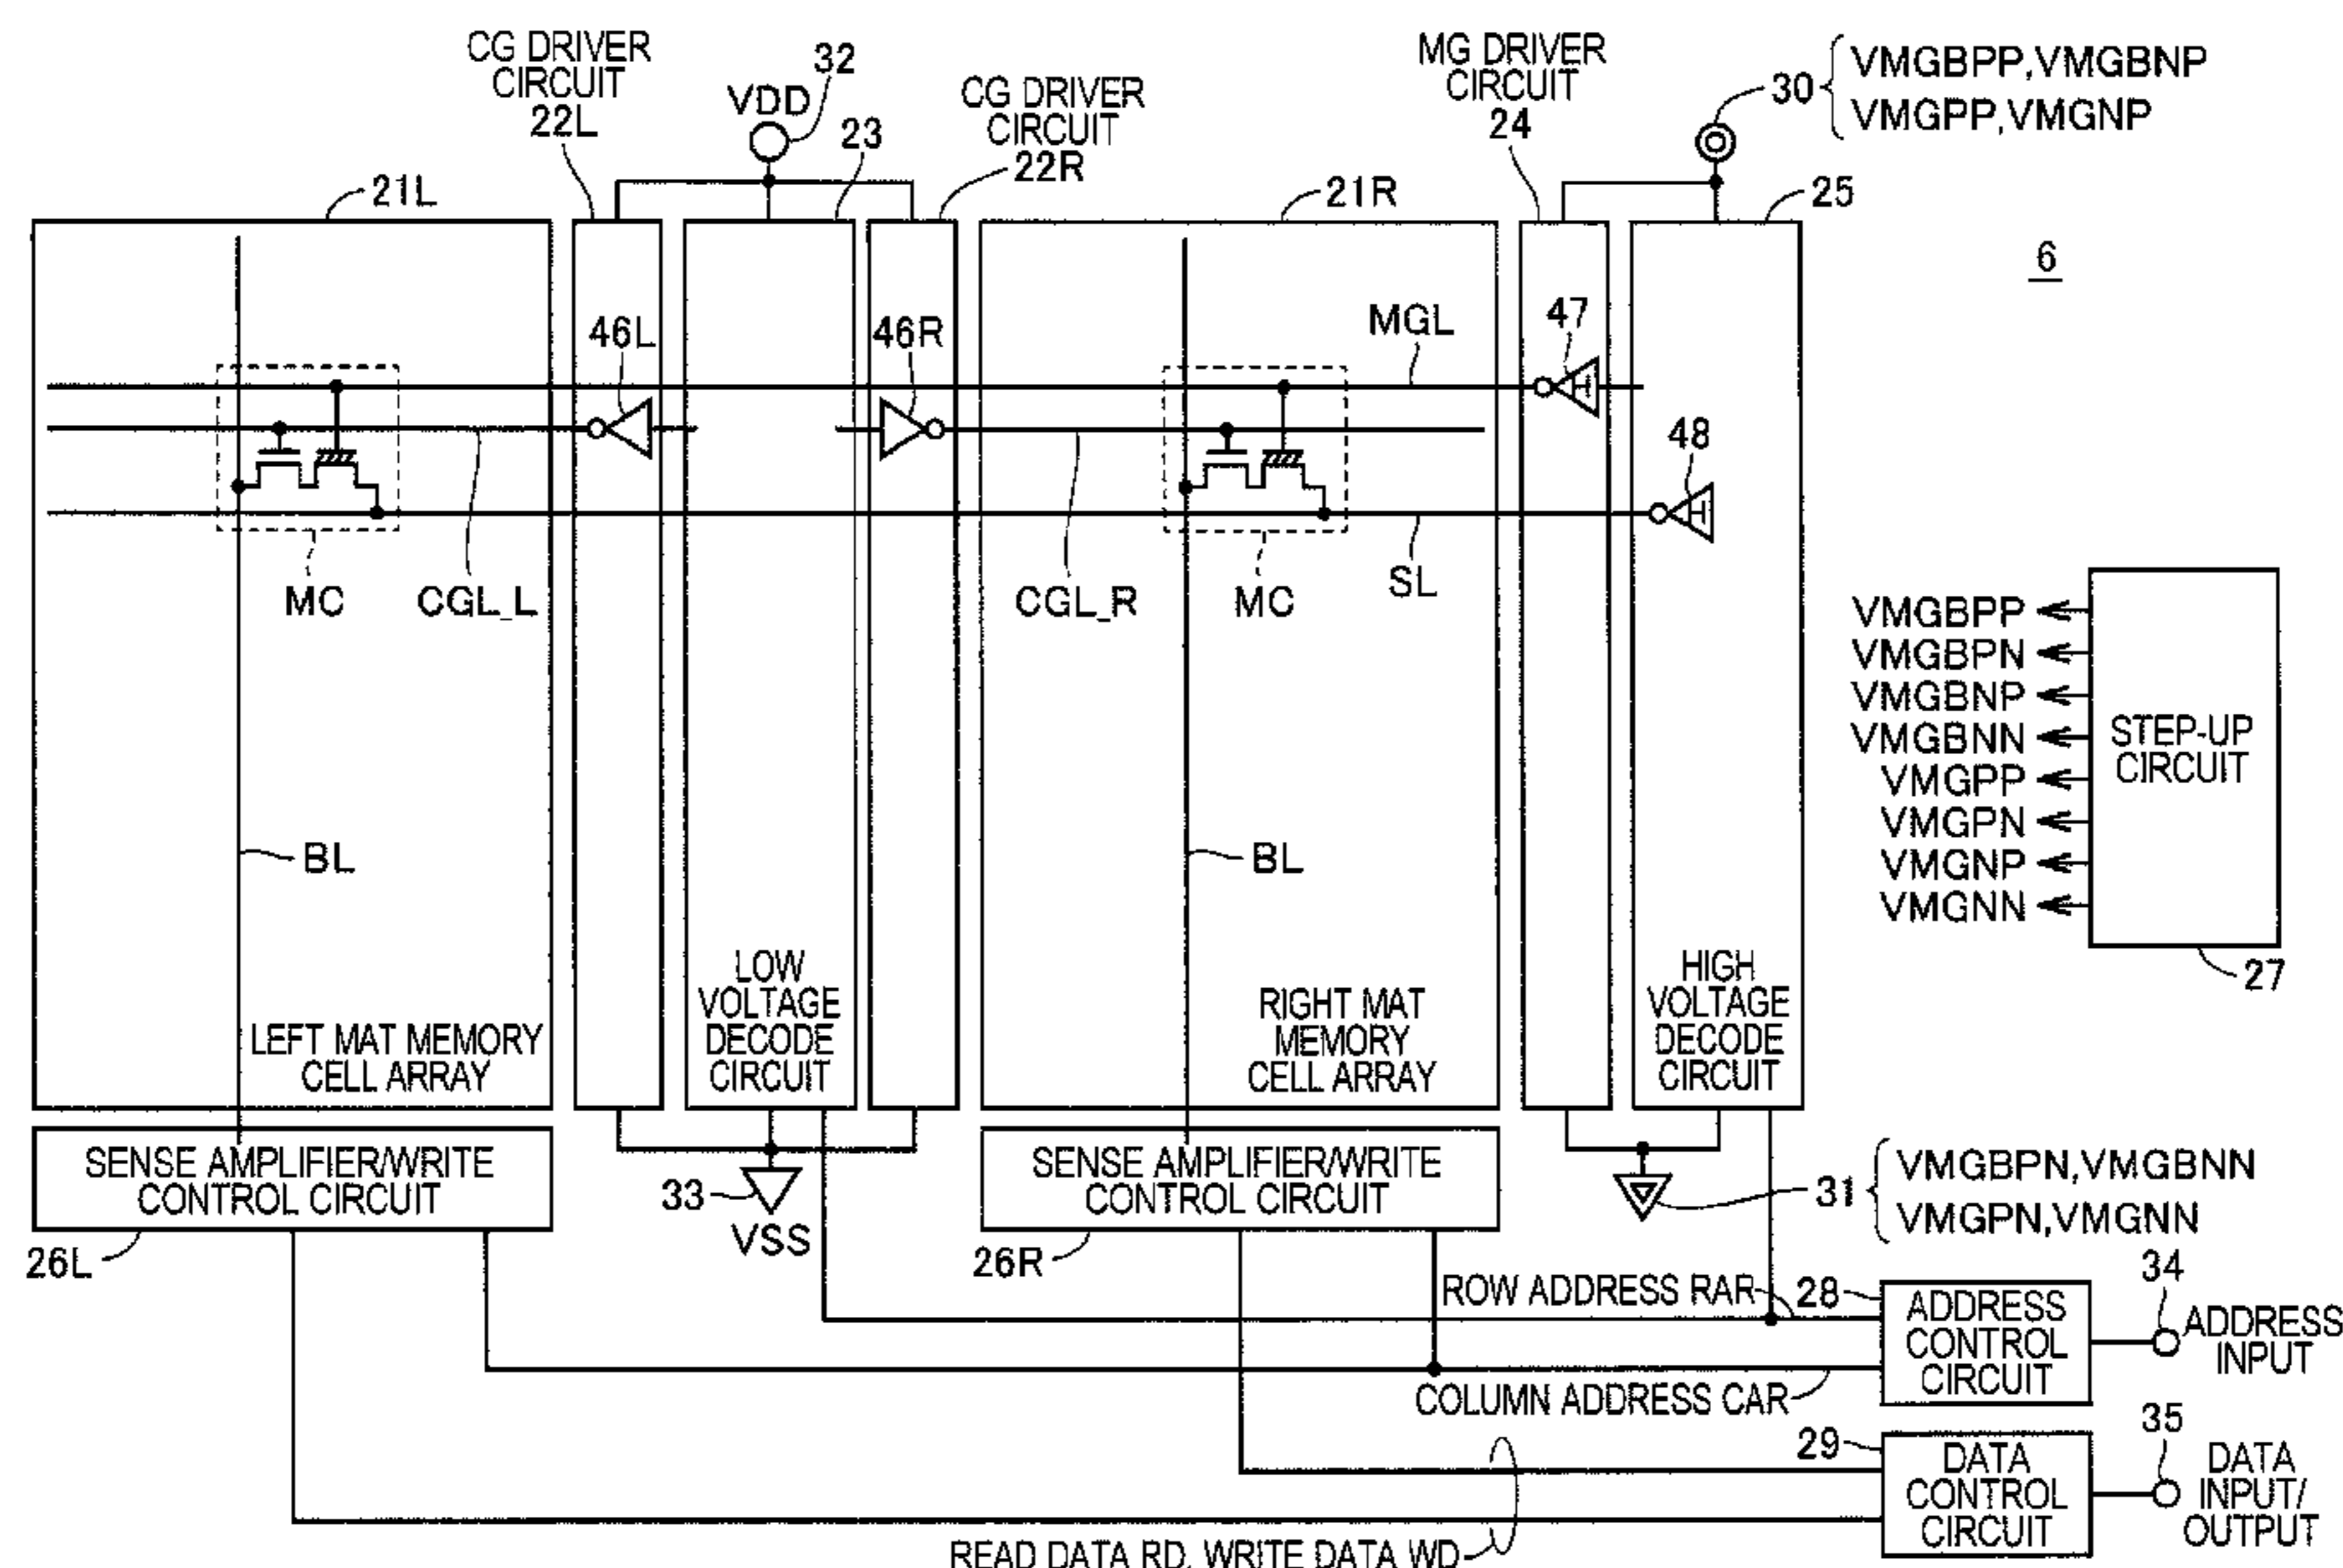 CG DRIVER
CIRCUIT
22L
32
VDD
23
CG DRIVER
CIRCUIT
22R
MG DRIVER
CIRCUIT
24
30
VMGBPP,VMGBNP
VMGPP,VMGNP
21L
21R
25
6
46L
46R
MGL
47
48
MC
CGL_L
CGL_R
MC
SL
VMGBPP
VMGBPN
VMGBNP
VMGBNN
VMGPP
VMGPN
VMGNP
VMGNN
STEP-UP
CIRCUIT
27
BL
BL
LEFT MAT MEMORY
CELL ARRAY
LOW
VOLTAGE
DECODE
CIRCUIT
RIGHT MAT
MEMORY
CELL ARRAY
HIGH
VOLTAGE
DECODE
CIRCUIT
SENSE AMPLIFIER/WRITE
CONTROL CIRCUIT
26L
33
VSS
SENSE AMPLIFIER/WRITE
CONTROL CIRCUIT
26R
31
VMGBPN,VMGBNN
VMGPN,VMGNN
ROW ADDRESS RAR
28
ADDRESS
CONTROL
CIRCUIT
34
ADDRESS
INPUT
COLUMN ADDRESS CAR
29
DATA
CONTROL
CIRCUIT
35
DATA
INPUT/
OUTPUT
READ DATA RD, WRITE DATA WD